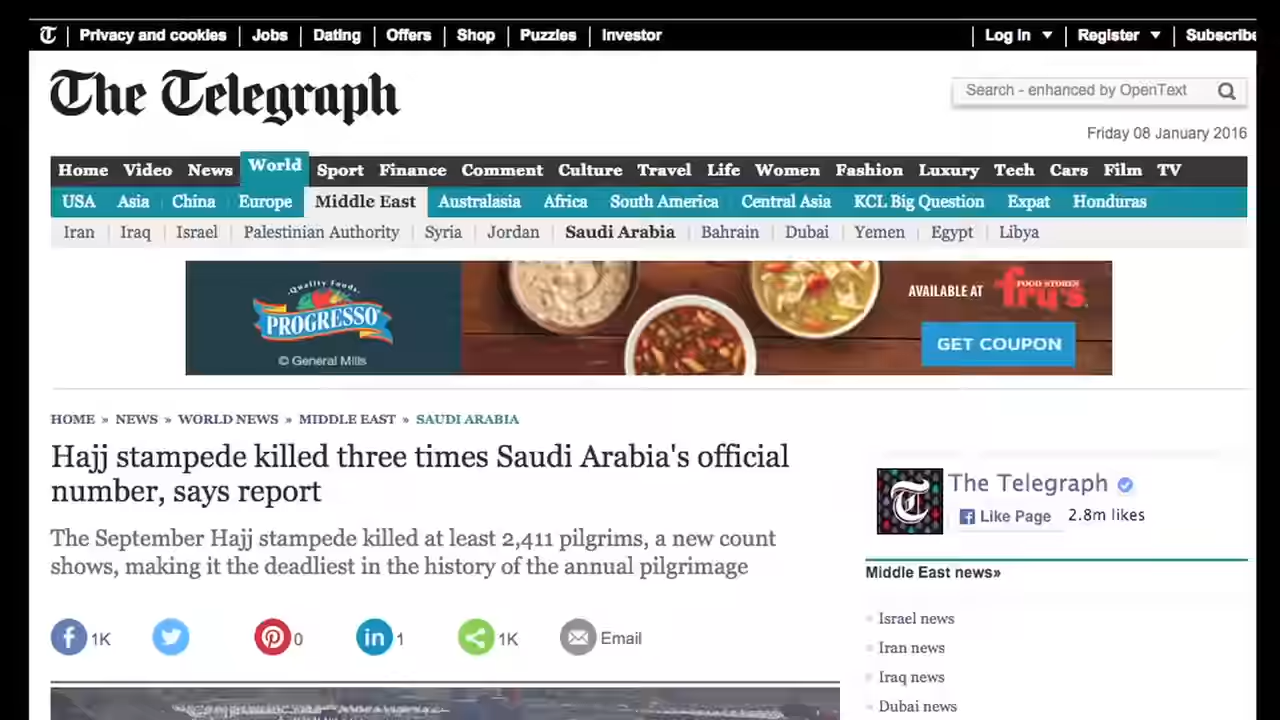 Privacy and cookies Jobs Dating Offers Shop Puzzles Investor Log in Register Subscribe
The Telegraph
Search - enhanced by OpenText
Friday 08 January 2016
Home Video News World Sport Finance Comment Culture Travel Life Women Fashion Luxury Tech Cars Film TV
USA Asia China Europe Middle East Australasia Africa South America Central Asia KCL Big Question Expat Honduras
Iran Iraq Israel Palestinian Authority Syria Jordan Saudi Arabia Bahrain Dubai Yemen Egypt Libya
Quality Foods
PROGRESSO
© General Mills
AVAILABLE AT
fry's
FOOD STORES
GET COUPON
HOME » NEWS » WORLD NEWS » MIDDLE EAST » SAUDI ARABIA
Hajj stampede killed three times Saudi Arabia's official
number, says report
The September Hajj stampede killed at least 2,411 pilgrims, a new count
shows, making it the deadliest in the history of the annual pilgrimage
1K 0 1 1K Email
The Telegraph
Like Page 2.8m likes
Middle East news»
Israel news
Iran news
Iraq news
Dubai news